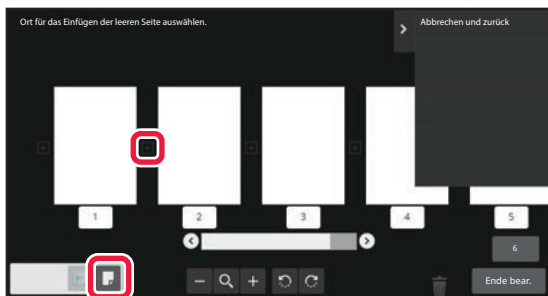 Ort für das Einfügen der leeren Seite auswählen.
Abbrechen und zurück
1
2
3
4
5
6
Ende bear.